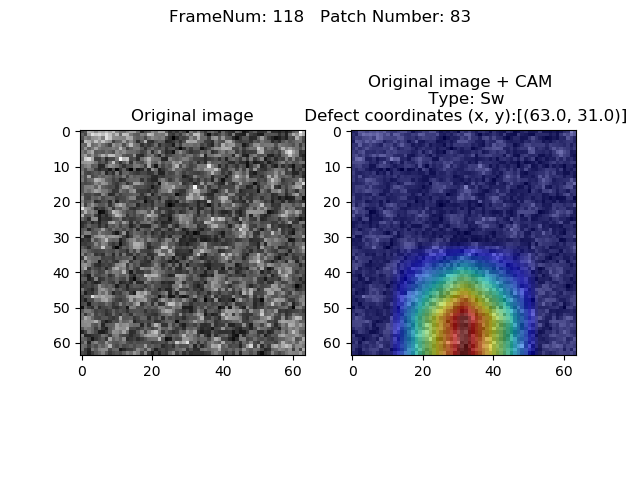 FrameNum: 118   Patch Number: 83
Original image
Original image + CAM
Type: Sw
Defect coordinates (x, y):[(63.0, 31.0)]
0
10
20
30
40
50
60
0 20 40 60
0
10
20
30
40
50
60
0 20 40 60